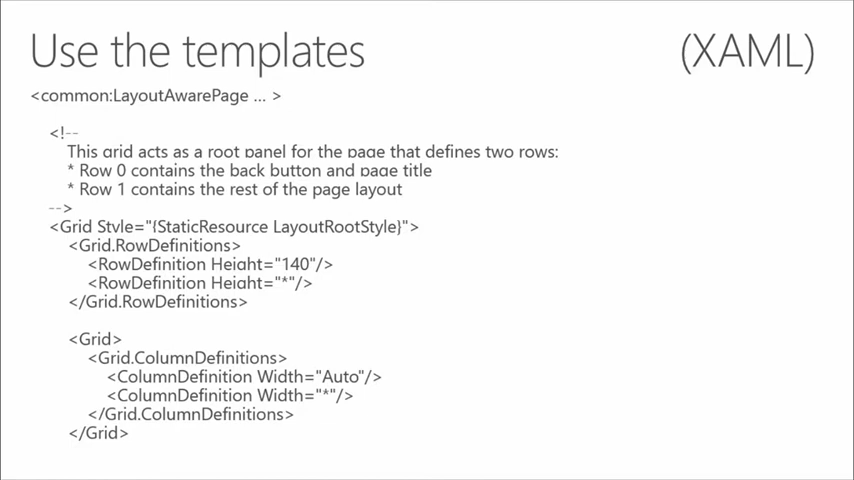 Use the templates (XAML)
<common:LayoutAwarePage ... >
<!--
This grid acts as a root panel for the page that defines two rows:
* Row 0 contains the back button and page title
* Row 1 contains the rest of the page layout
-->
<Grid Style="{StaticResource LayoutRootStyle}">
<Grid.RowDefinitions>
<RowDefinition Height="140"/>
<RowDefinition Height="*"/>
</Grid.RowDefinitions>
<Grid>
<Grid.ColumnDefinitions>
<ColumnDefinition Width="Auto"/>
<ColumnDefinition Width="*"/>
</Grid.ColumnDefinitions>
</Grid>